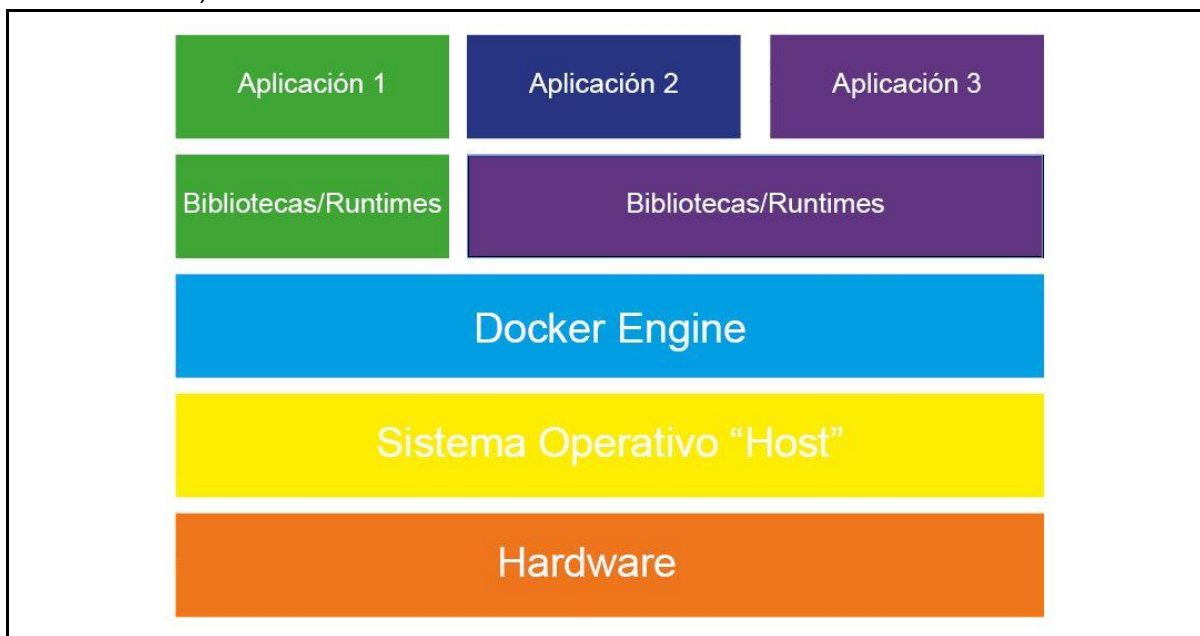 Aplicación 1
Aplicación 2
Aplicación 3
Bibliotecas/Runtimes
Bibliotecas/Runtimes
Docker Engine
Sistema Operativo “Host”
Hardware